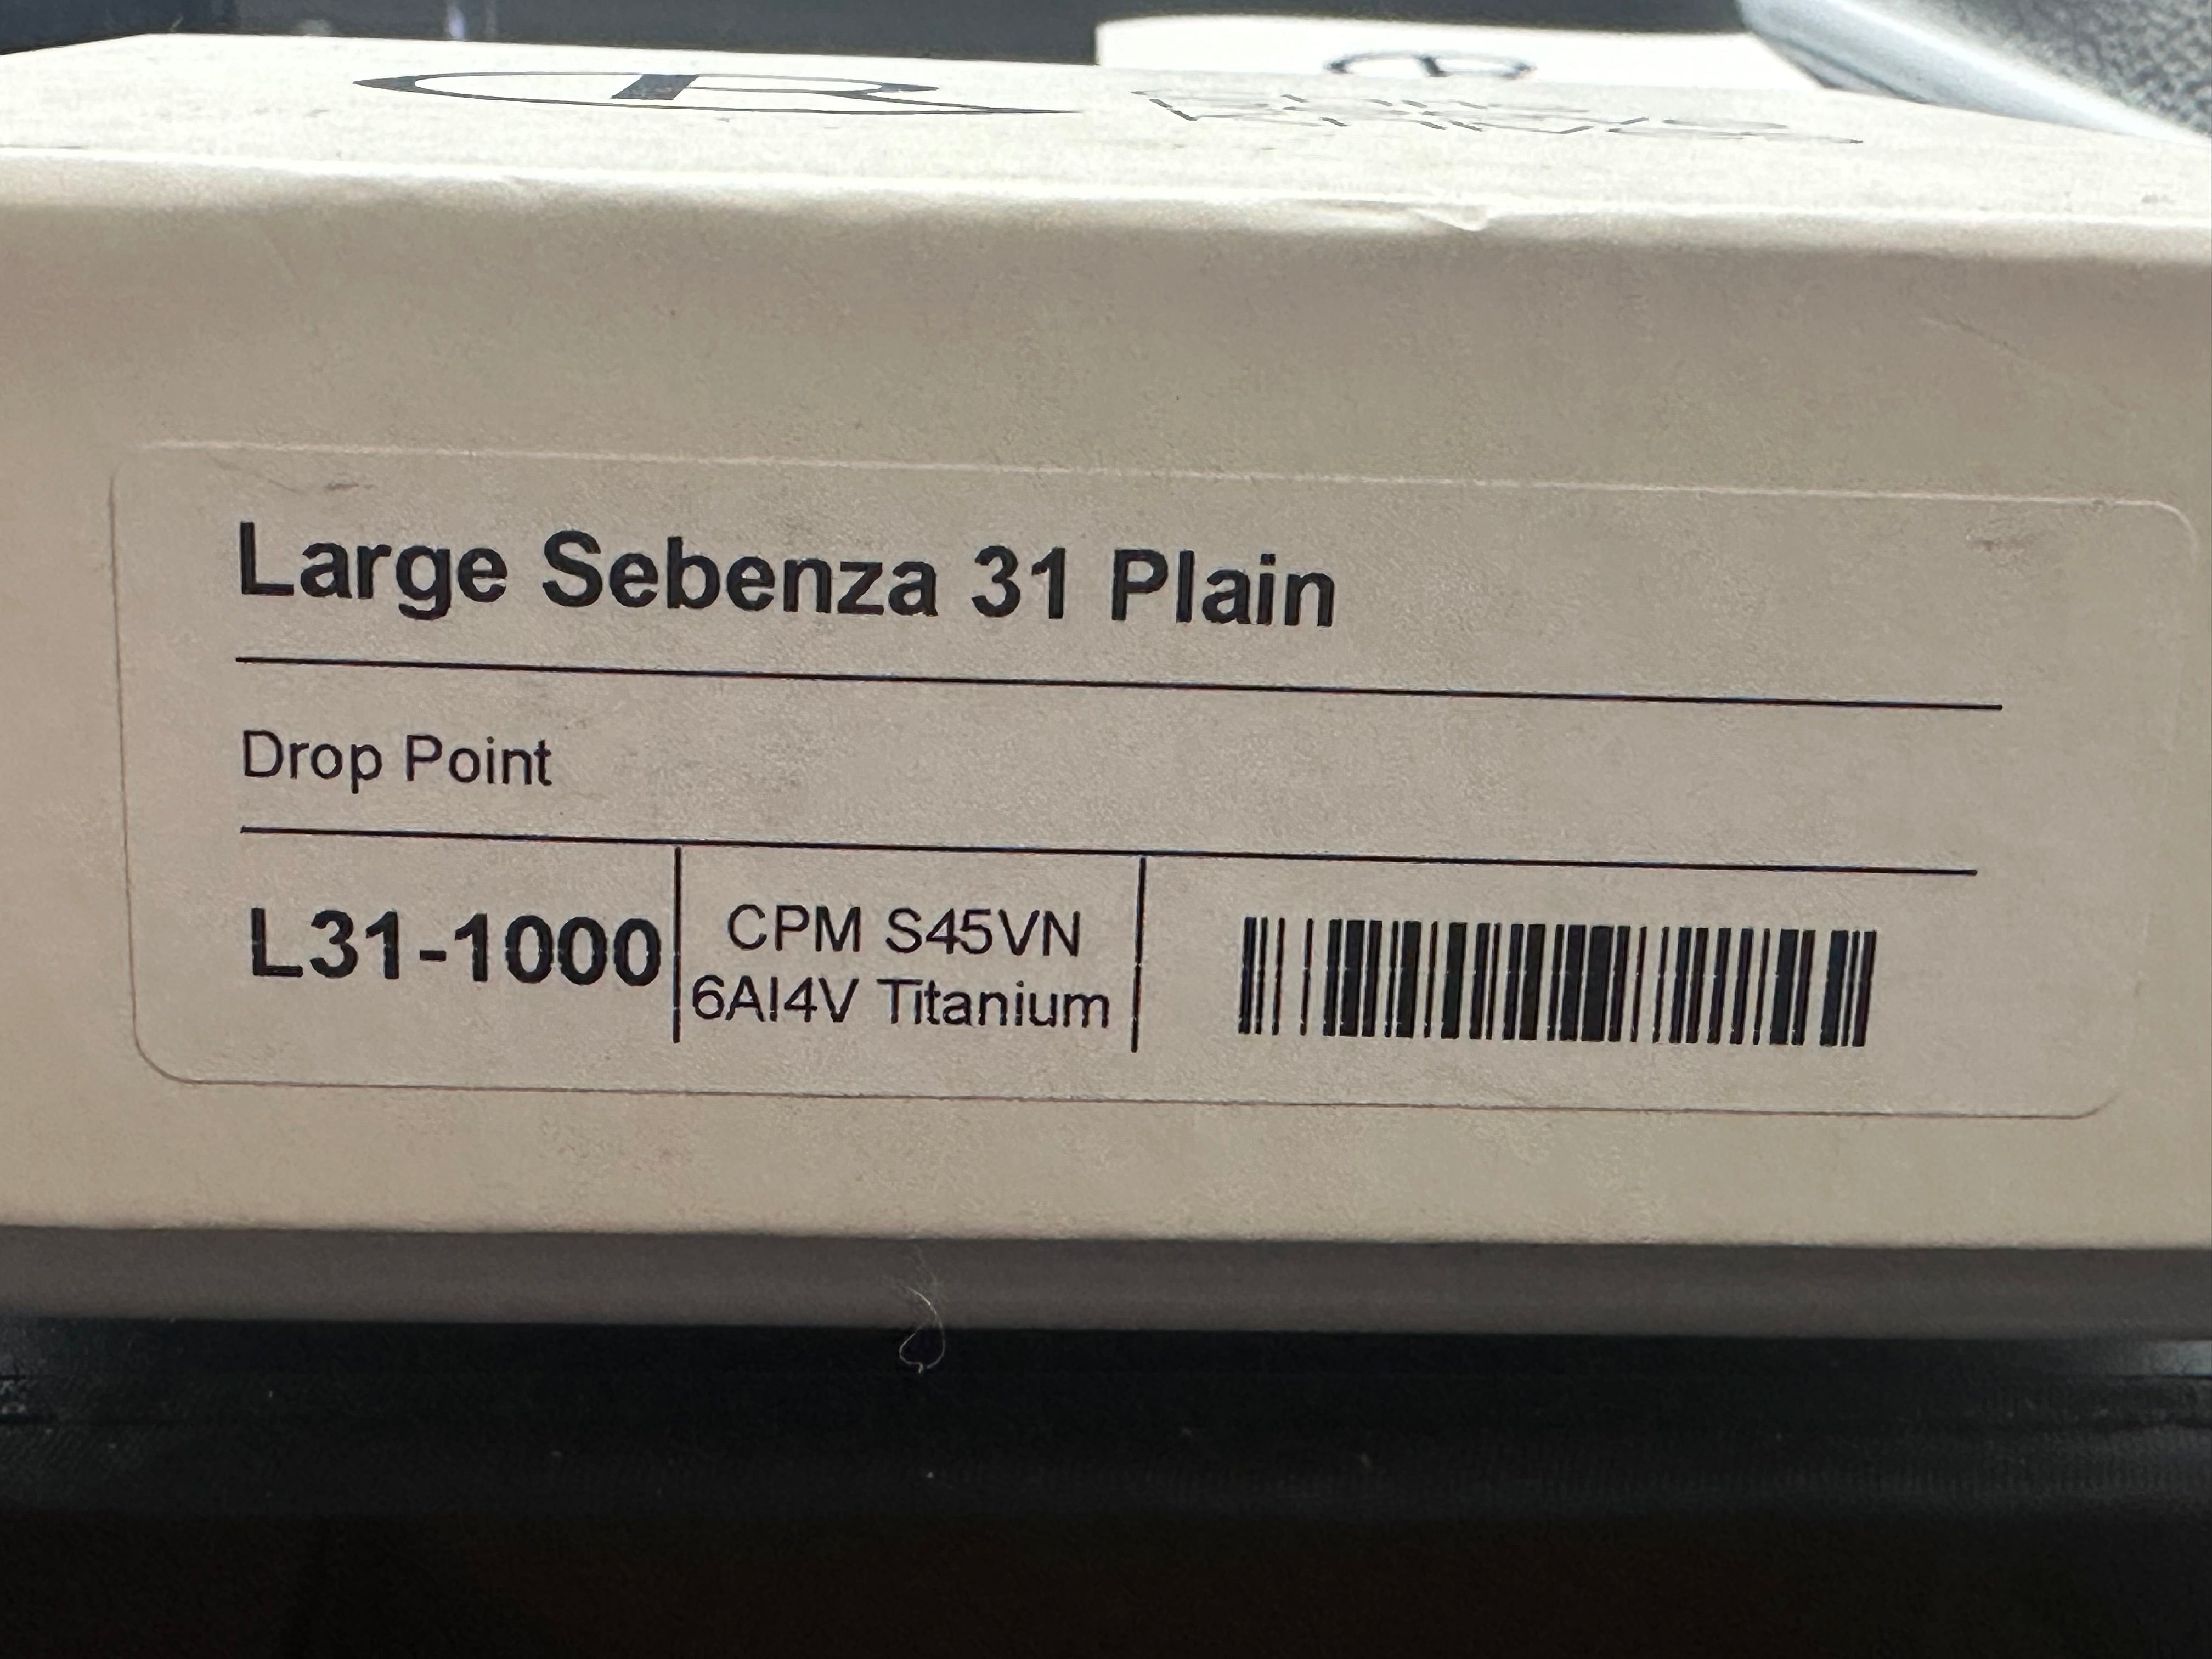 Large Sebenza 31 Plain
Drop Point
L31-1000
CPM S45VN
6Al4V Titanium